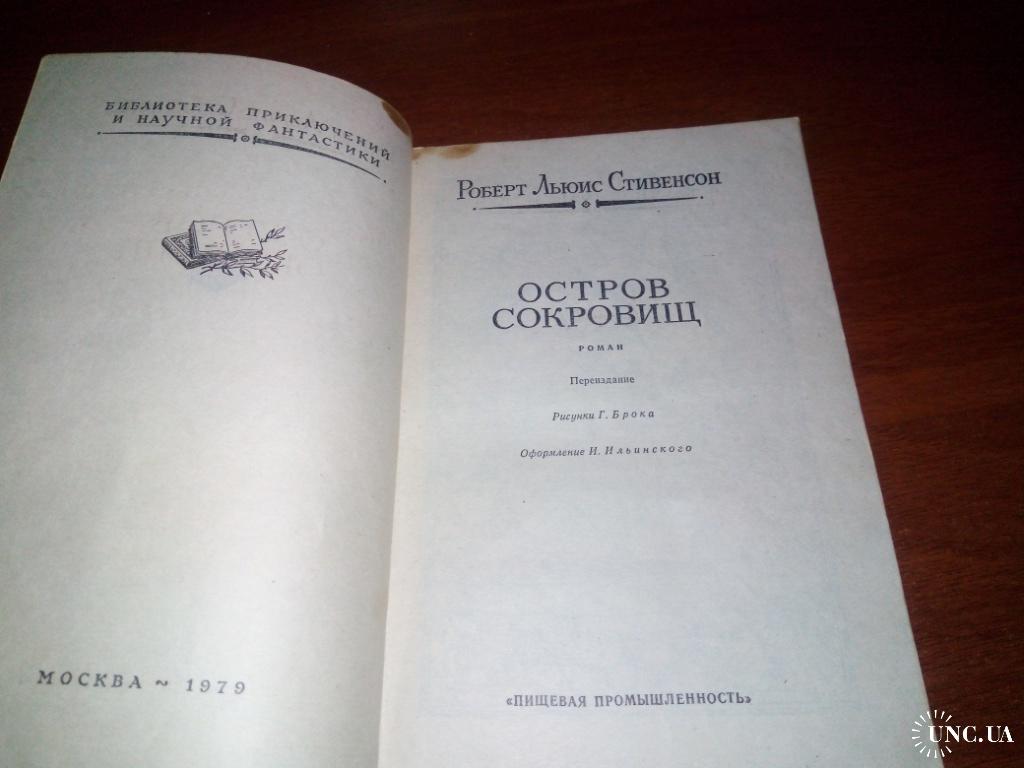 БИБЛИОТЕКА ПРИКЛЮЧЕНИЙ
И НАУЧНОЙ ФАНТАСТИКИ
МОСКВА ~ 1979
РОБЕРТ ЛЬЮИС СТИВЕНСОН
ОСТРОВ
СОКРОВИЩ
РОМАН
Переиздание
Рисунки Г. Брока
Оформление И. Ильинского
«ПИЩЕВАЯ ПРОМЫШЛЕННОСТЬ»
UNC.UA